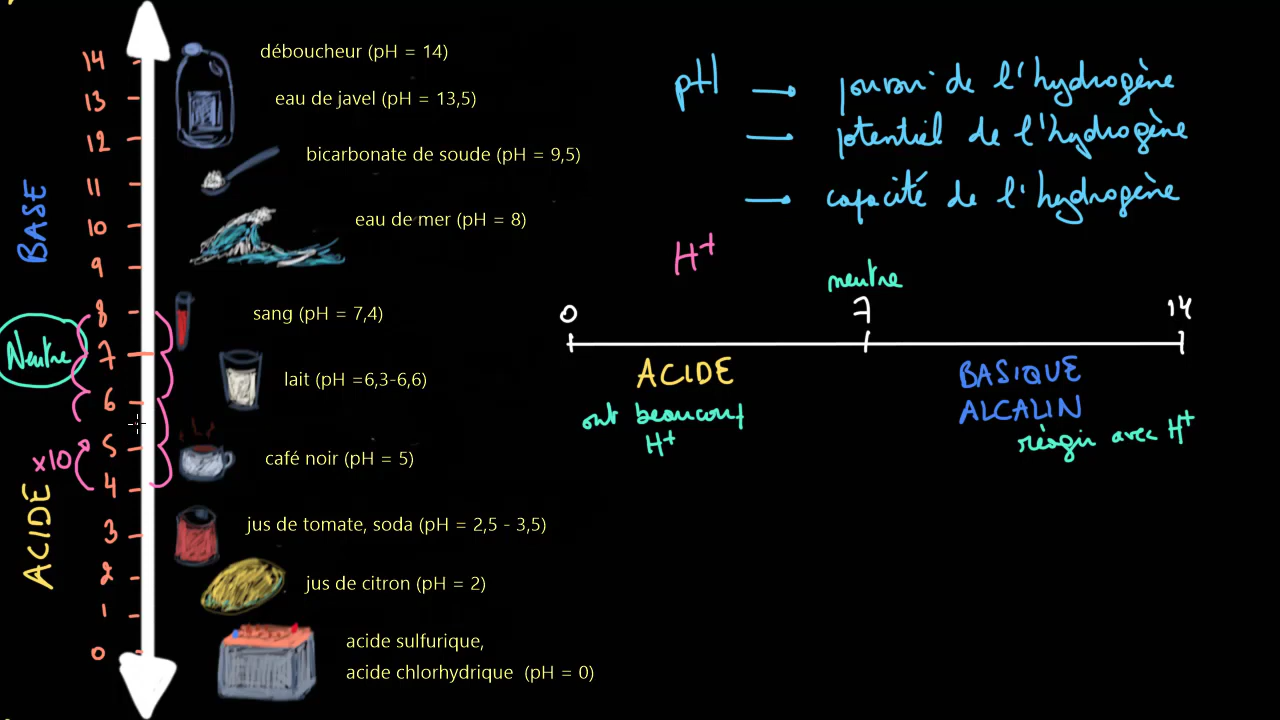 14
déboucheur (pH = 14)
13
eau de javel (pH = 13,5)
12
bicarbonate de soude (pH = 9,5)
11
10
eau de mer (pH = 8)
9
BASE
8
sang (pH = 7,4)
Neutre
7
lait (pH =6,3-6,6)
6
5
café noir (pH = 5)
x10
4
ACIDE
3
jus de tomate, soda (pH = 2,5 - 3,5)
2
jus de citron (pH = 2)
1
acide sulfurique,
0
acide chlorhydrique (pH = 0)
pH → pouvoir de l'hydrogène
→ potentiel de l'hydrogène
→ capacité de l'hydrogène
H+
neutre
0 7 14
ACIDE
ont beaucoup
H+
BASIQUE
ALCALIN
réagir avec H+